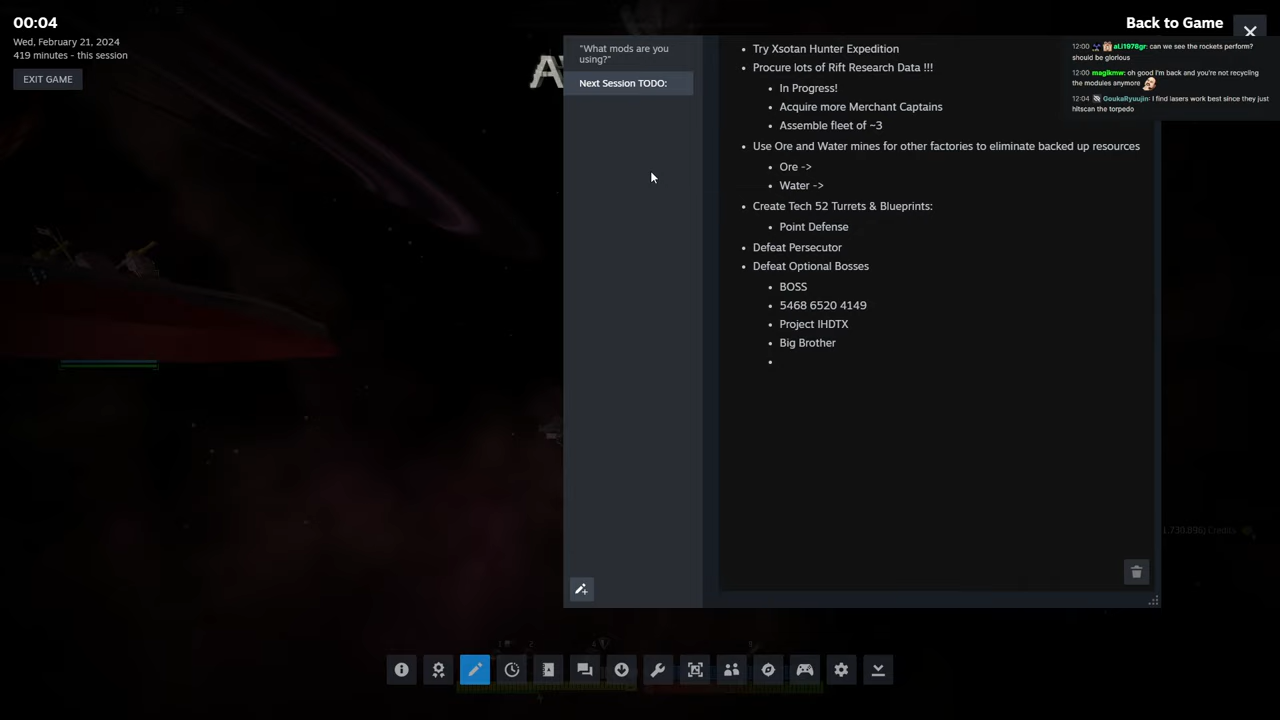 00:04
Wed, February 21, 2024
419 minutes - this session
EXIT GAME
Back to Game
"What mods are you
using?"
Next Session TODO:
• Try Xsotan Hunter Expedition
• Procure lots of Rift Research Data !!!
• In Progress!
• Acquire more Merchant Captains
• Assemble fleet of ~3
• Use Ore and Water mines for other factories to eliminate backed up resources
• Ore ->
• Water ->
• Create Tech 52 Turrets & Blueprints:
• Point Defense
• Defeat Persecutor
• Defeat Optional Bosses
• BOSS
• 5468 6520 4149
• Project IHDTX
• Big Brother
12:00 aLi1978gr: can we see the rockets perform?
should be glorious
12:00 magikmw: oh good I'm back and you're not recycling
the modules anymore
12:04 GoukaRyuujin: I find lasers work best since they just
hitscan the torpedo